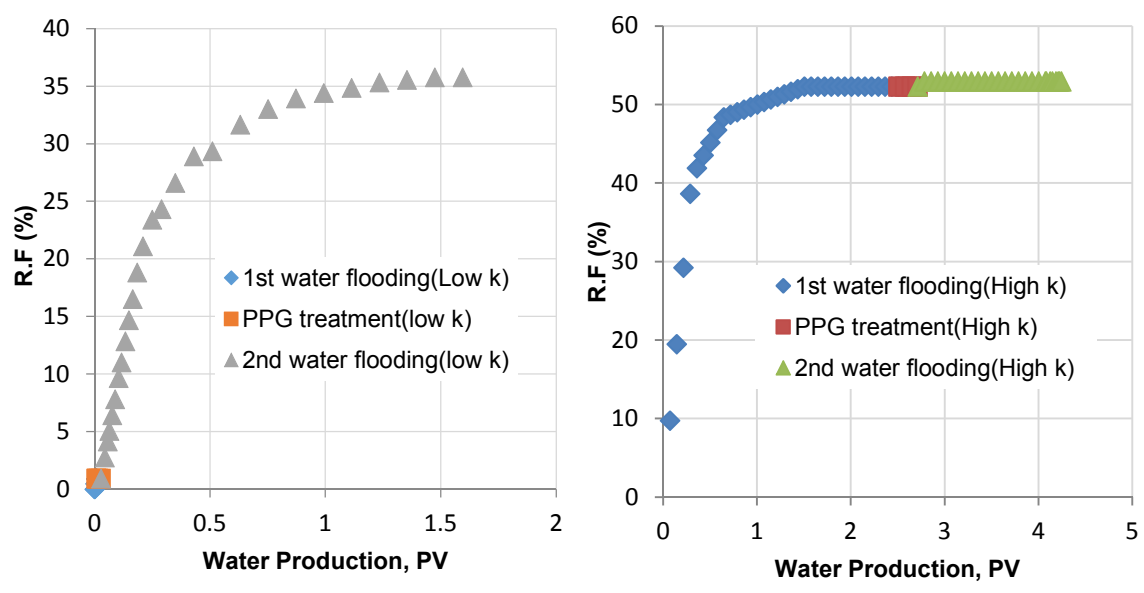 40
35
30
25
20
15
10
5
0
R.F (%)
1st water flooding(Low k)
PPG treatment(low k)
2nd water flooding(low k)
0 0.5 1 1.5 2
Water Production, PV
60
50
40
30
20
10
0
R.F (%)
1st water flooding(High k)
PPG treatment(High k)
2nd water flooding(High k)
0 1 2 3 4 5
Water Production, PV